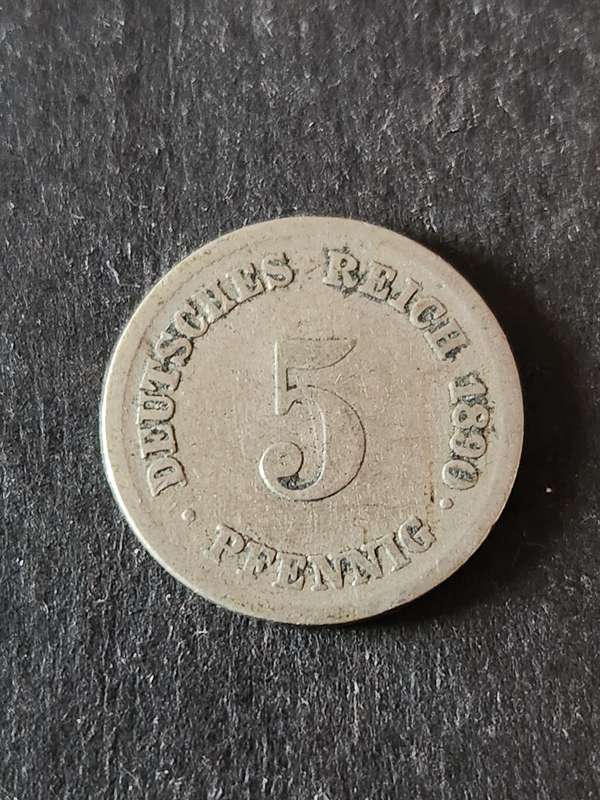 DEUTSCHES REICH 1890
5
· PFENNIG ·